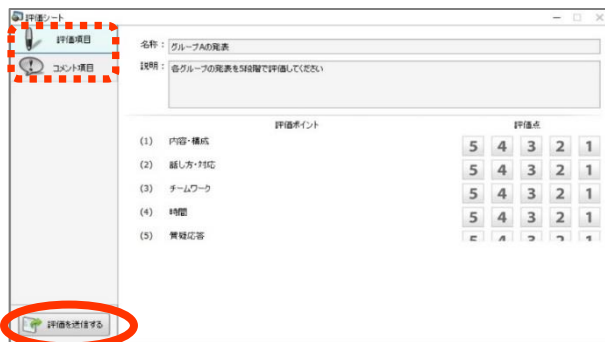 評価シート
評価項目
コメント項目
名称： グループAの発表
説明： 各グループの発表を5段階で評価してください
評価ポイント 評価点
(1) 内容・構成 5 4 3 2 1
(2) 話し方・対応 5 4 3 2 1
(3) チームワーク 5 4 3 2 1
(4) 時間 5 4 3 2 1
(5) 質疑応答 5 4 3 2 1
評価を送信する